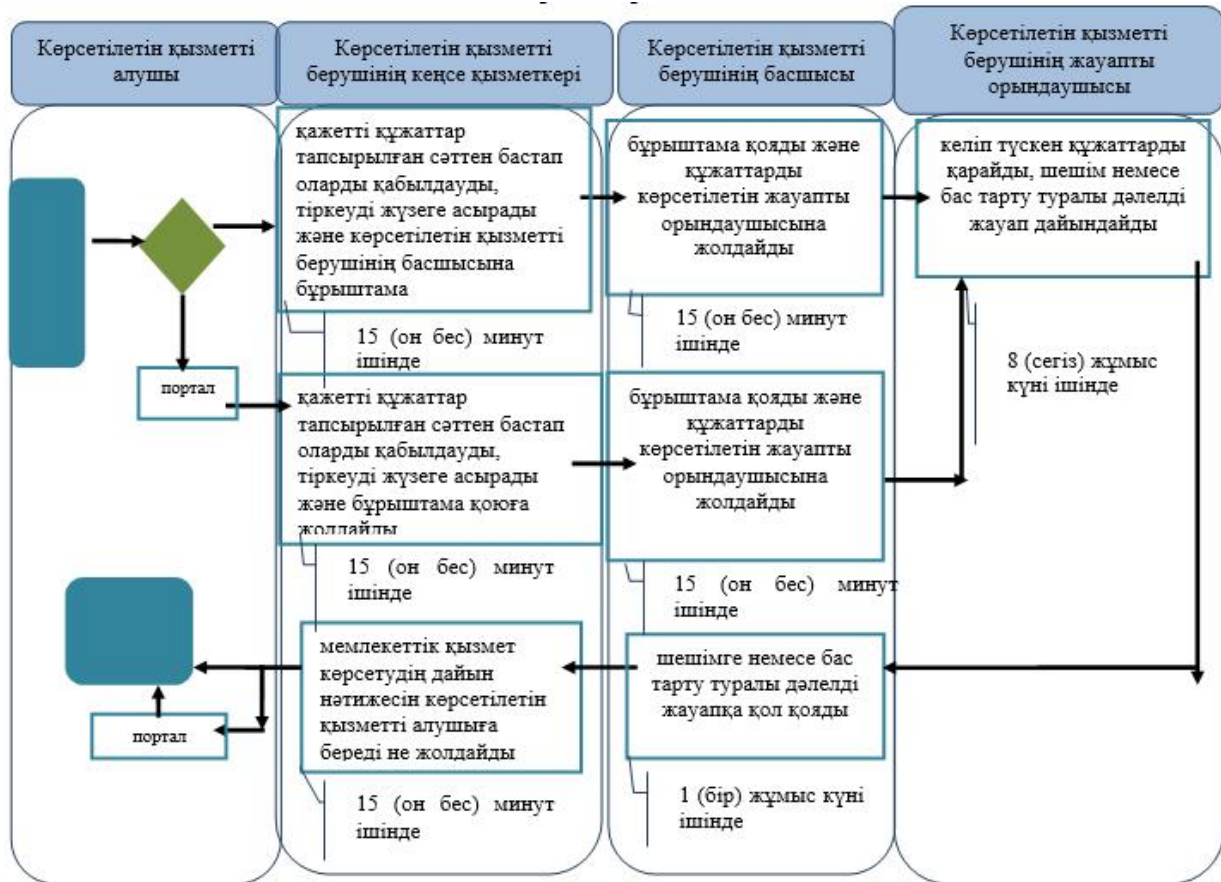 Көрсетілетін қызметті
алушы
Көрсетілетін қызметті
берушінің кеңсе қызметкері
Көрсетілетін қызметті
берушінің басшысы
Көрсетілетін қызметті
берушінің жауапты
орындаушысы
қажетті құжаттар
тапсырылған сәттен бастап
оларды қабылдауды,
тіркеуді жүзеге асырады
және көрсетілетін қызметті
берушінің басшысына
бұрыштама
15 (он бес) минут
ішінде
бұрыштама қояды және
құжаттарды
көрсетілетін жауапты
орындаушысына
жолдайды
15 (он бес) минут
ішінде
келіп түскен құжаттарды
қарайды, шешім немесе
бас тарту туралы дәлелді
жауап дайындайды
8 (сегіз) жұмыс
күні ішінде
портал
қажетті құжаттар
тапсырылған сәттен бастап
оларды қабылдауды,
тіркеуді жүзеге асырады
және бұрыштама қоюға
жолдайды
15 (он бес) минут
ішінде
бұрыштама қояды және
құжаттарды
көрсетілетін жауапты
орындаушысына
жолдайды
15 (он бес) минут
ішінде
шешімге немесе бас
тарту туралы дәлелді
жауапқа қол қояды
1 (бір) жұмыс күні
ішінде
мемлекеттік қызмет
көрсетудің дайын
нәтижесін көрсетілетін
қызметті алушыға
береді не жолдайды
15 (он бес) минут
ішінде
портал